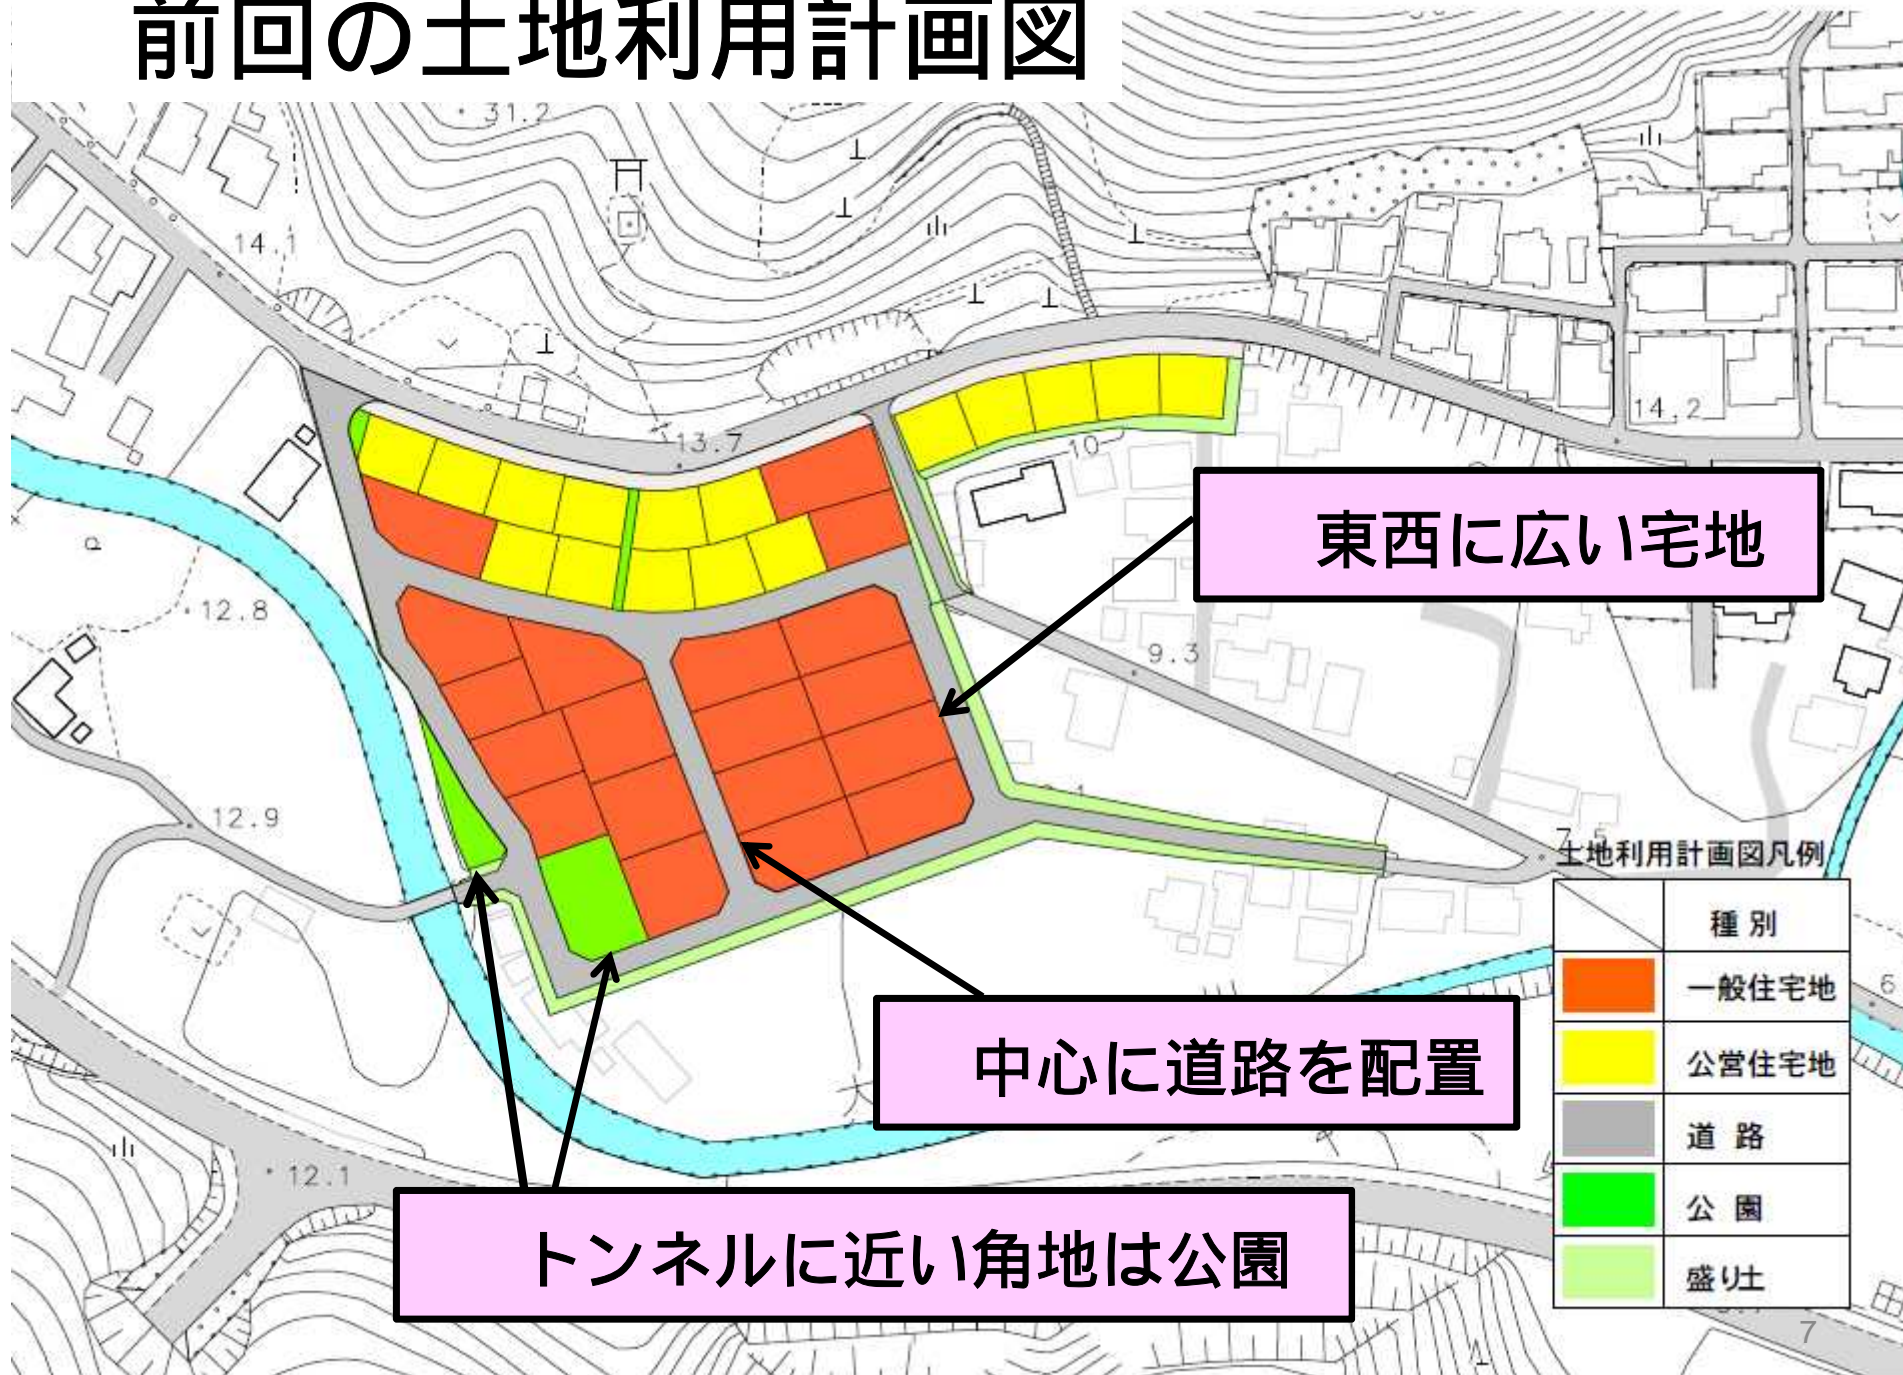 前回の土地利用計画図
31.2
14.1
13.7
14.2
10
東西に広い宅地
12.8
9.3
12.9
7.5
土地利用計画図凡例
種別
一般住宅地
公営住宅地
道路
公園
盛り土
6
中心に道路を配置
12.1
トンネルに近い角地は公園
7